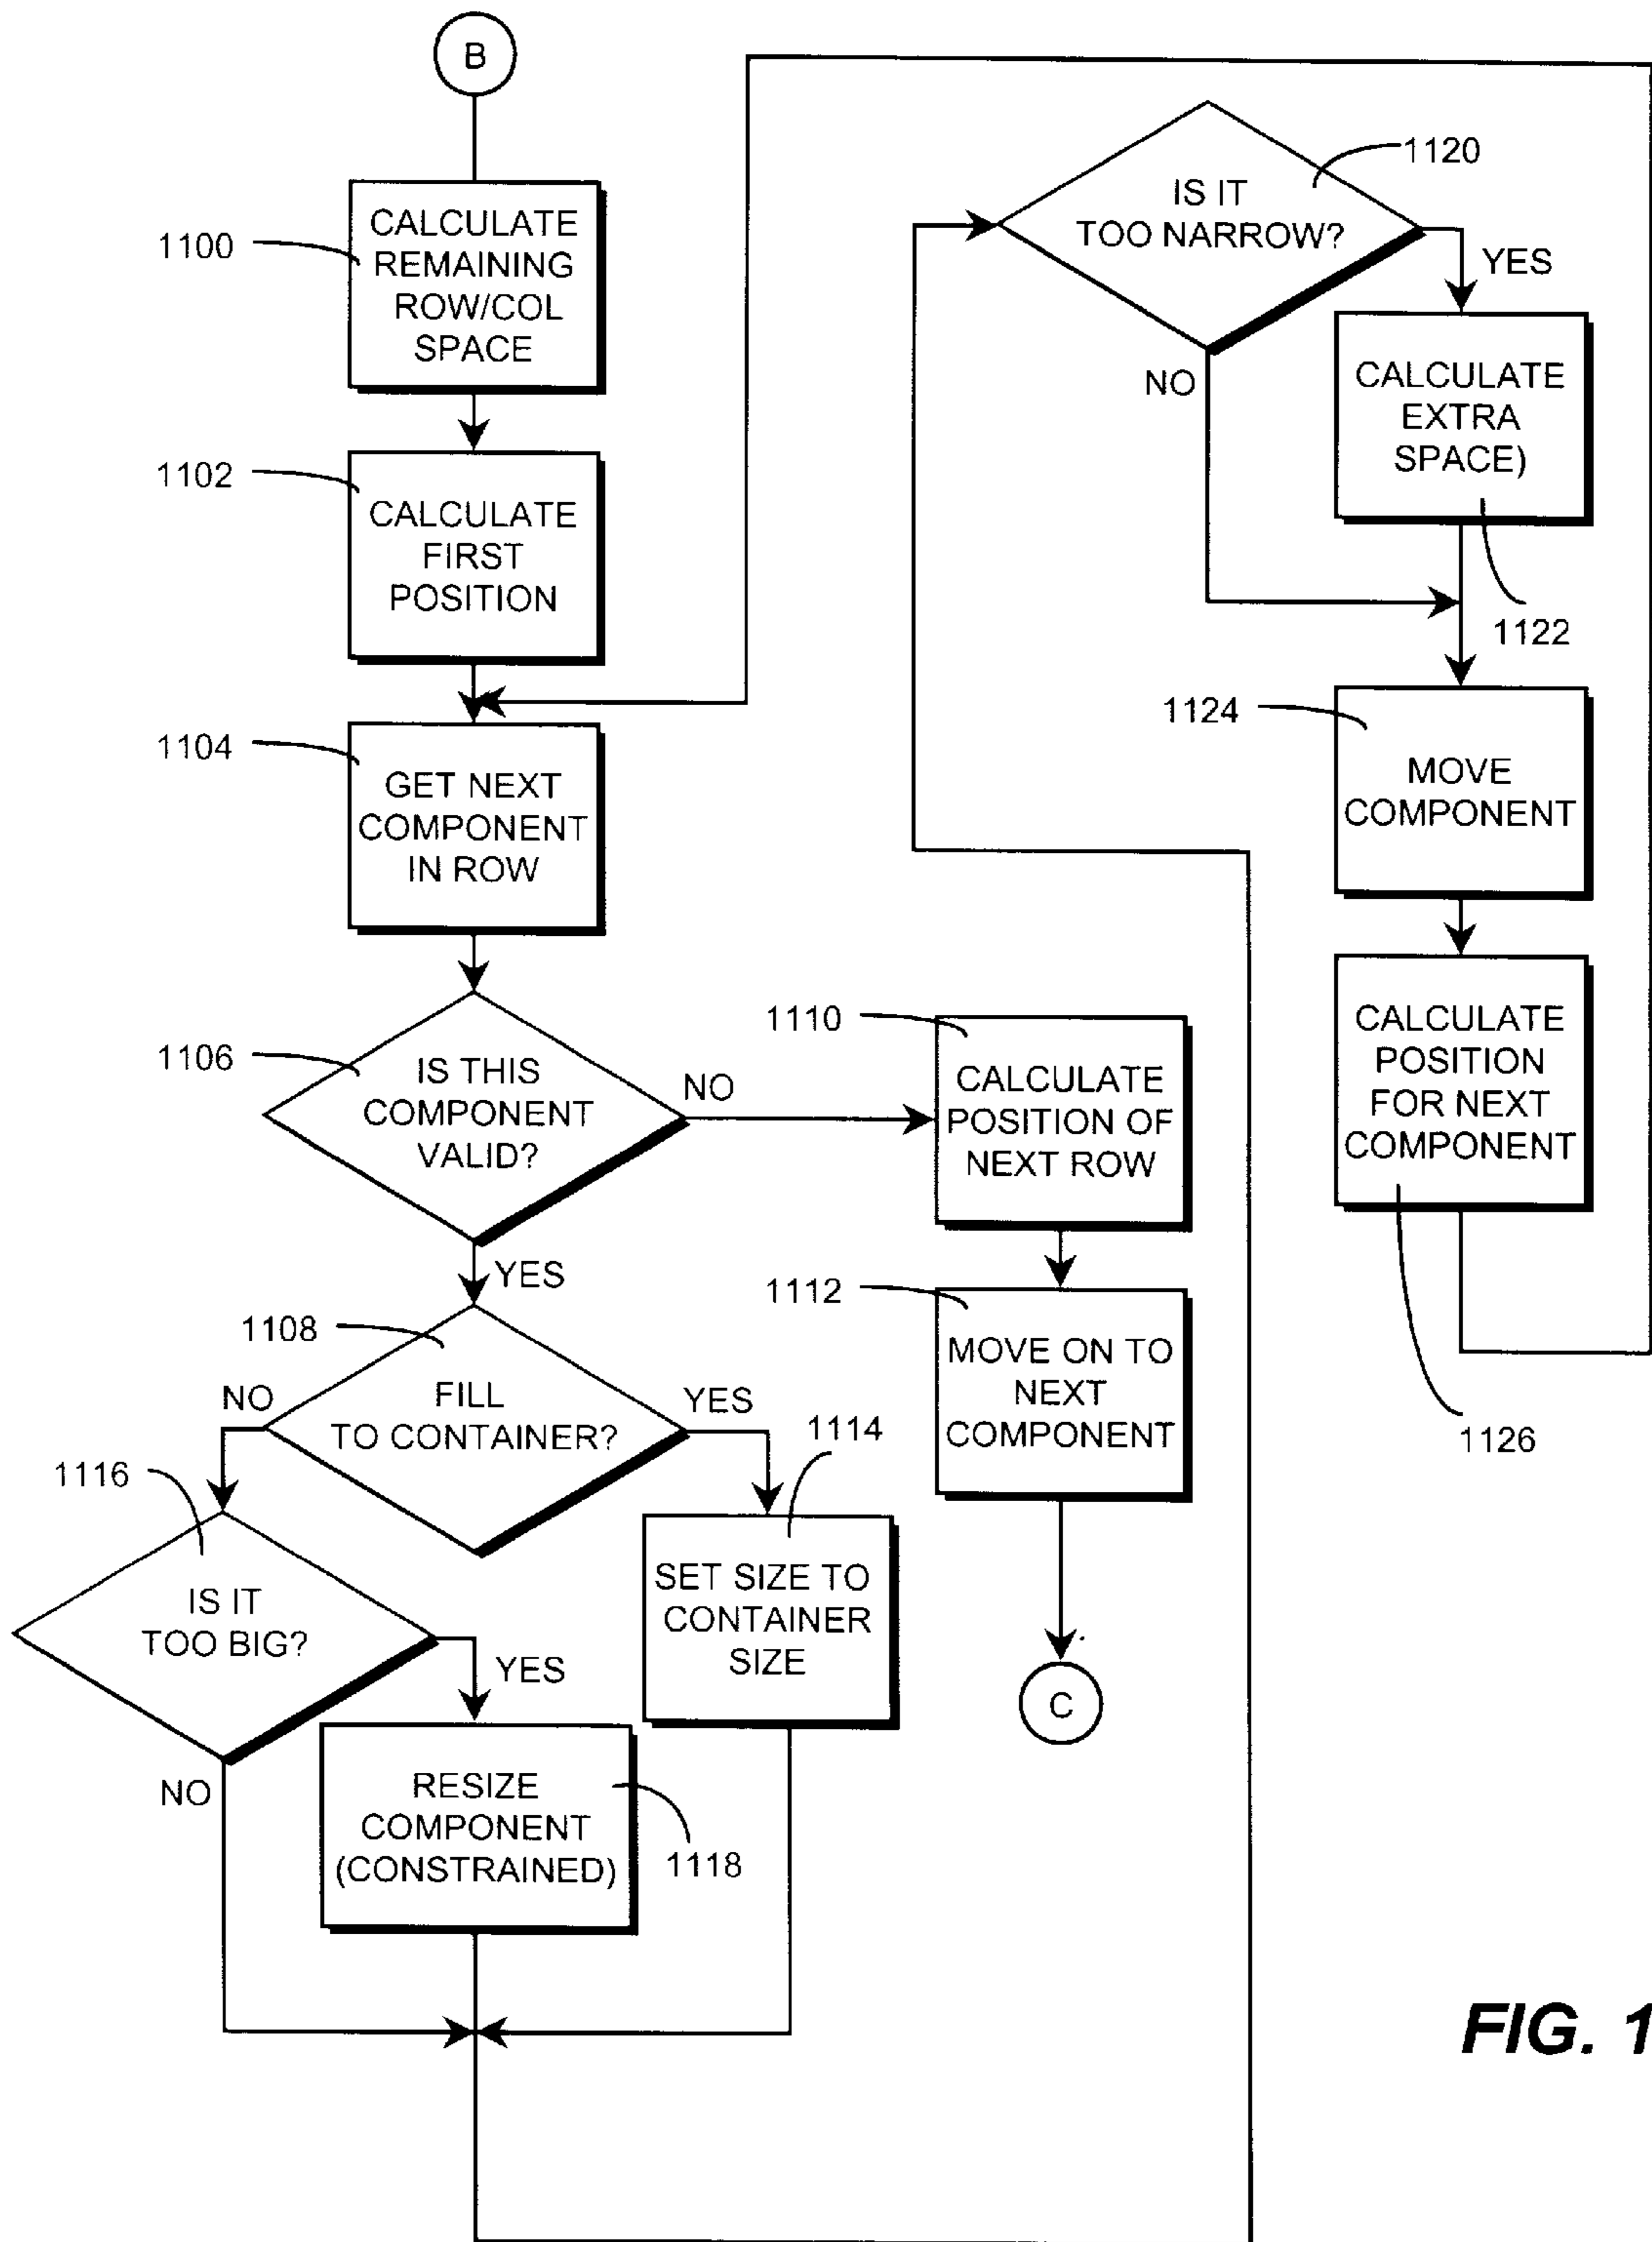 B
1100
CALCULATE
REMAINING
ROW/COL
SPACE
1102
CALCULATE
FIRST
POSITION
1104
GET NEXT
COMPONENT
IN ROW
1106
IS THIS
COMPONENT
VALID?
NO
YES
1110
CALCULATE
POSITION OF
NEXT ROW
1112
MOVE ON TO
NEXT
COMPONENT
C
1108
FILL
TO CONTAINER?
NO
YES
1114
SET SIZE TO
CONTAINER
SIZE
1116
IS IT
TOO BIG?
YES
NO
RESIZE
COMPONENT
(CONSTRAINED)
1118
1120
IS IT
TOO NARROW?
YES
NO
CALCULATE
EXTRA
SPACE)
1122
1124
MOVE
COMPONENT
CALCULATE
POSITION
FOR NEXT
COMPONENT
1126
FIG. 1